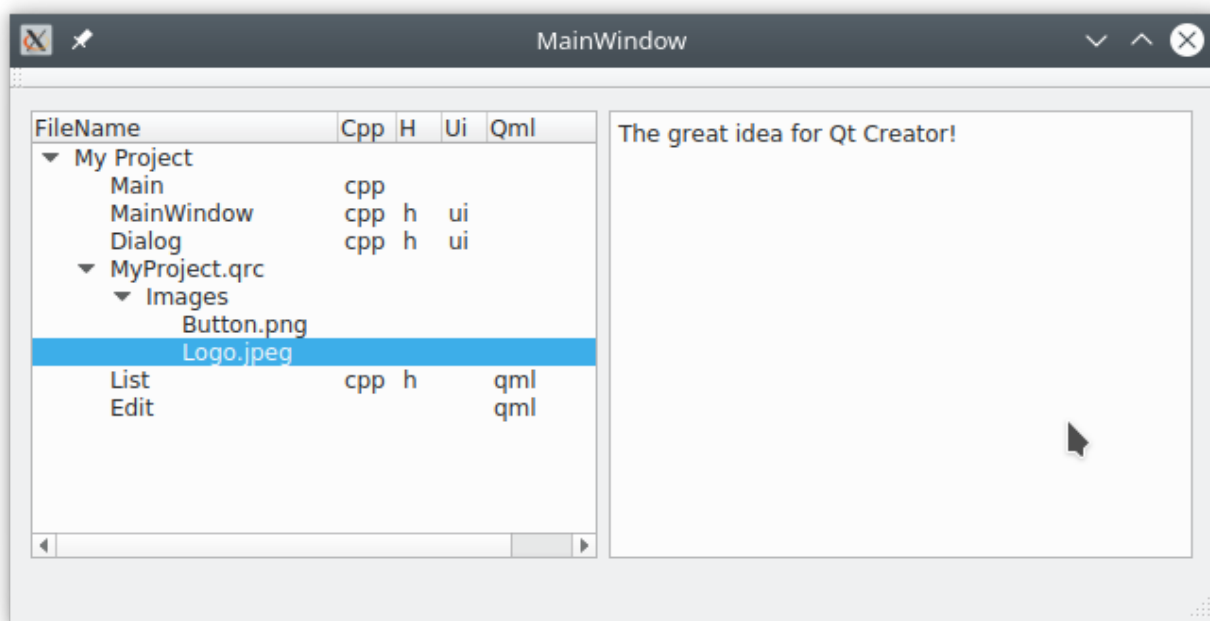 MainWindow
FileName Cpp H Ui Qml
My Project
Main cpp
MainWindow cpp h ui
Dialog cpp h ui
MyProject.qrc
Images
Button.png
Logo.jpeg
List cpp h qml
Edit qml
The great idea for Qt Creator!